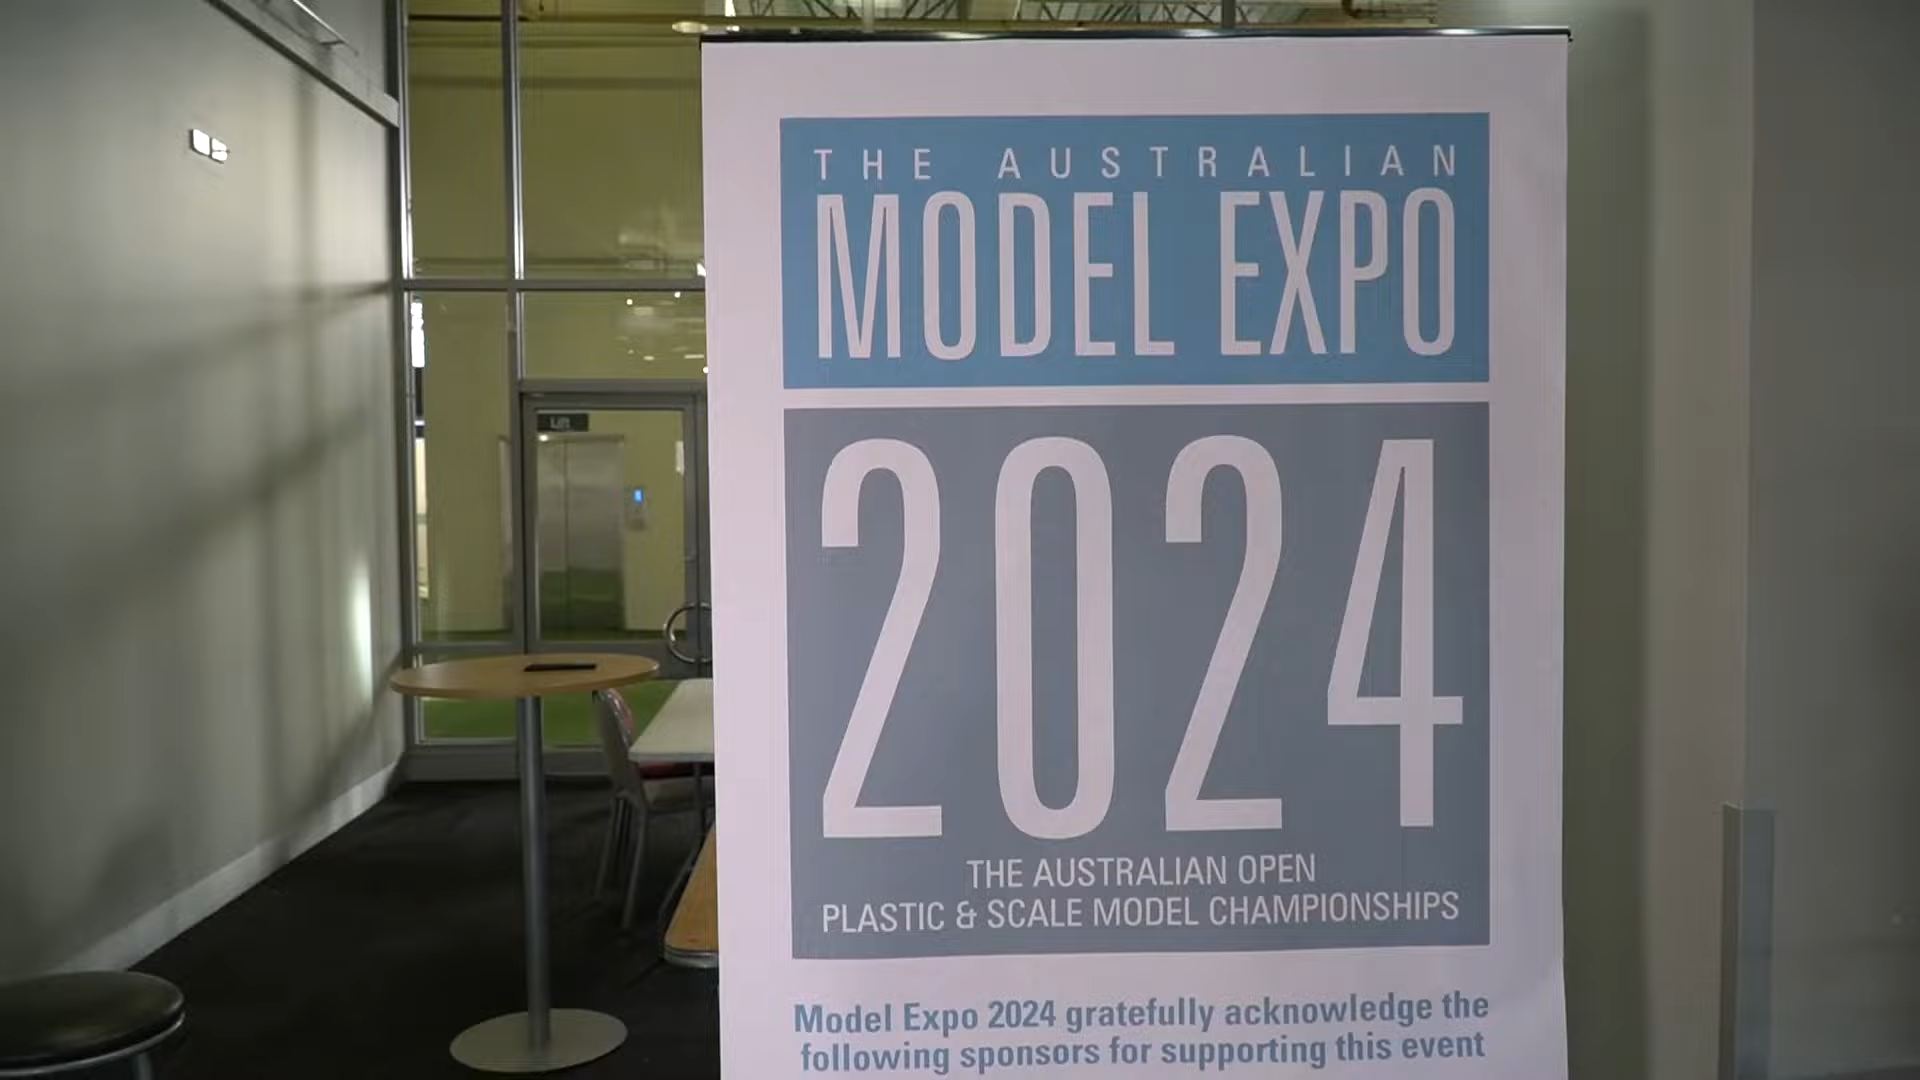 THE AUSTRALIAN
MODEL EXPO
2024
THE AUSTRALIAN OPEN
PLASTIC & SCALE MODEL CHAMPIONSHIPS
Model Expo 2024 gratefully acknowledge the
following sponsors for supporting this event
Lift